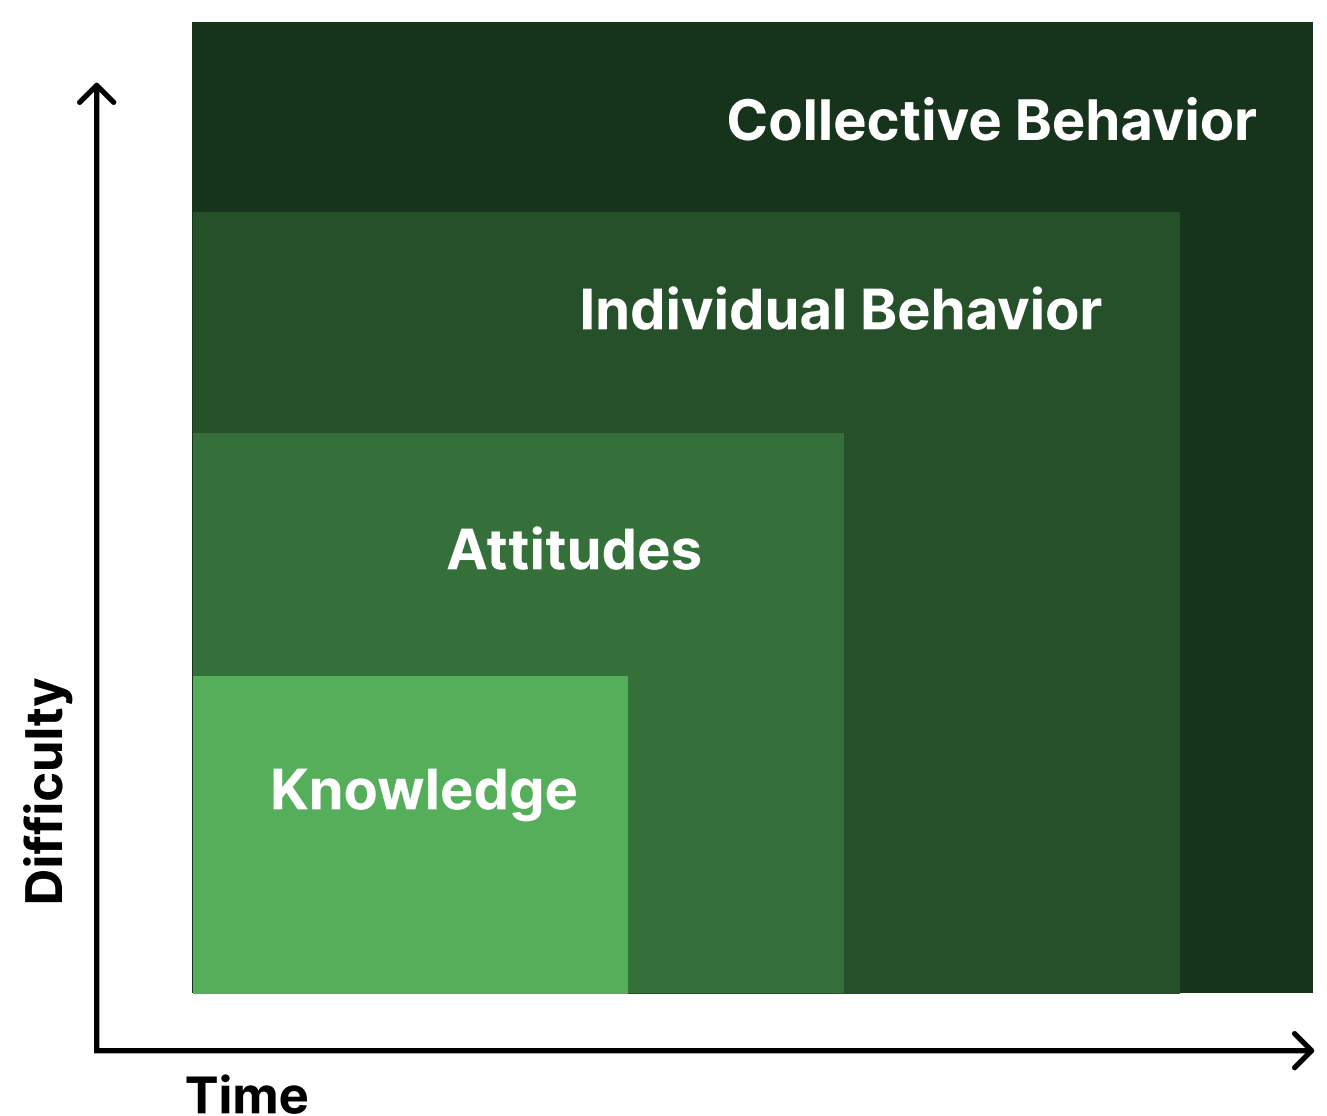 Collective Behavior
Individual Behavior
Attitudes
Knowledge
Difficulty
Time